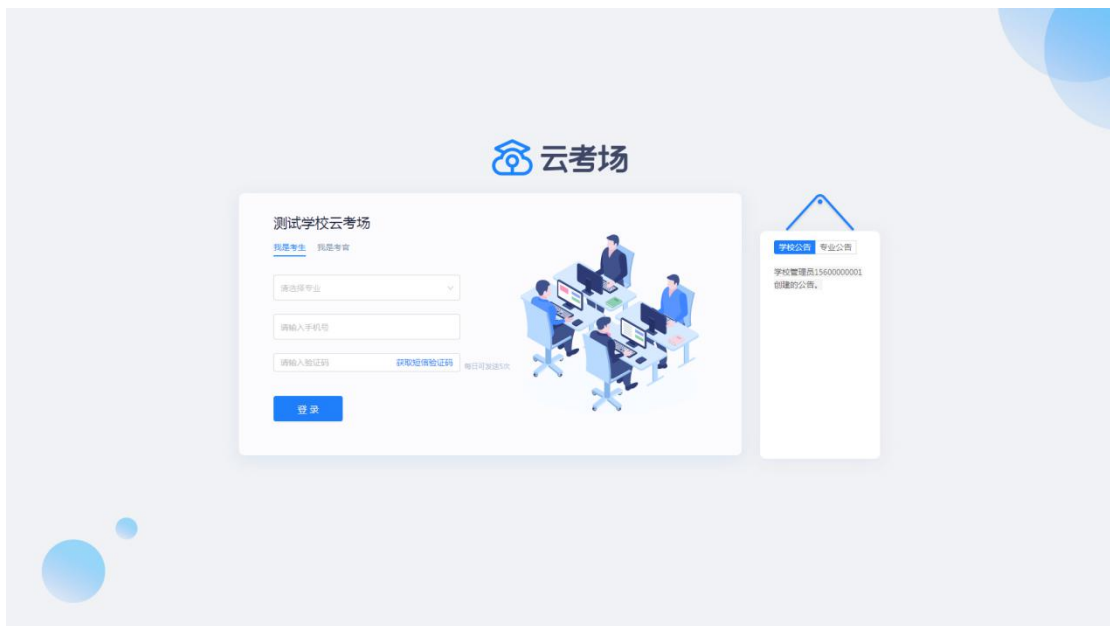 云考场
测试学校云考场
我是考生 我是考官
请选择专业
请输入手机号
请输入验证码 获取短信验证码 每日可发送5次
登录
学校公告 专业公告
学校管理员15600000001
创建的公告。